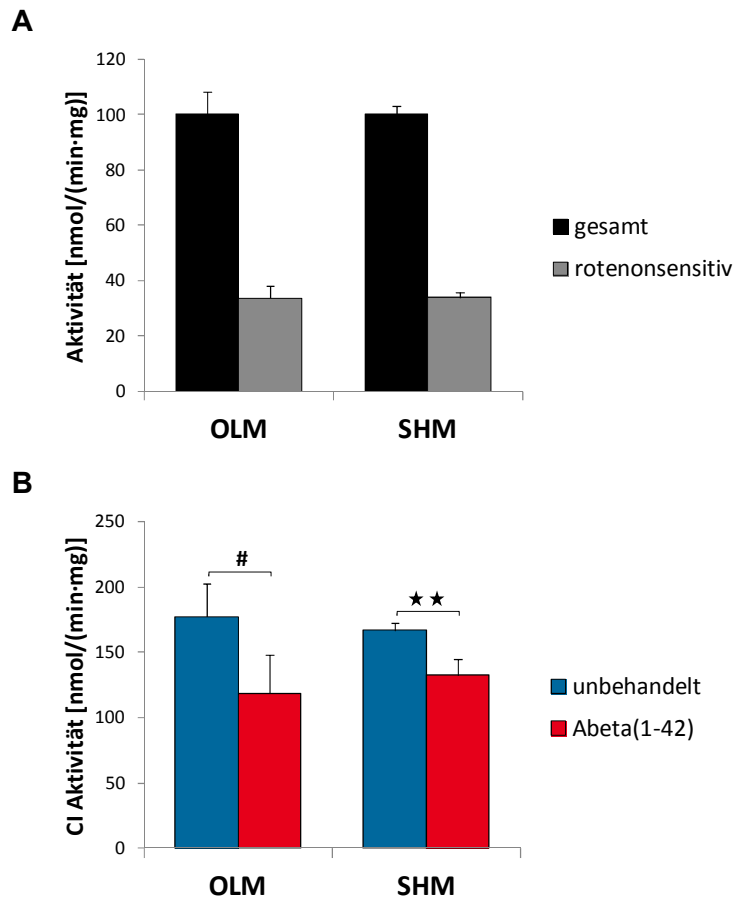 A
Aktivität [nmol/(min·mg)]
120
100
80
60
40
20
0
OLM
SHM
gesamt
rotenonsensitiv
B
CI Aktivität [nmol/(min·mg)]
250
200
150
100
50
0
#
★★
OLM
SHM
unbehandelt
Abeta(1-42)